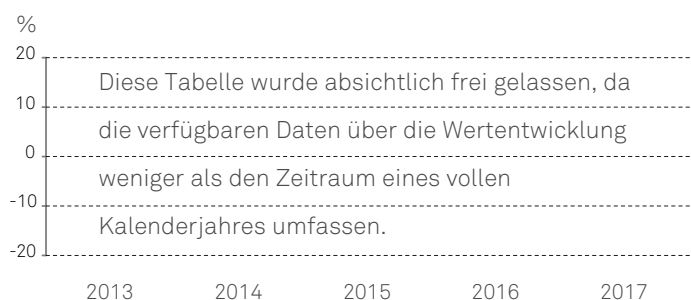 %
20
Diese Tabelle wurde absichtlich frei gelassen, da
10
die verfügbaren Daten über die Wertentwicklung
0
weniger als den Zeitraum eines vollen
-10
Kalenderjahres umfassen.
-20
2013 2014 2015 2016 2017